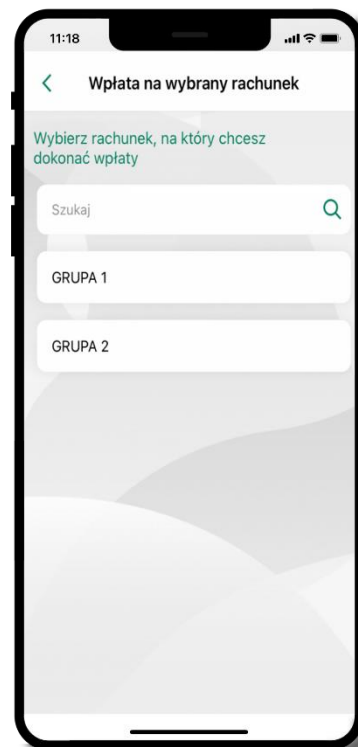 11:18
Wpłata na wybrany rachunek
Wybierz rachunek, na który chcesz
dokonać wpłaty
Szukaj
GRUPA 1
GRUPA 2